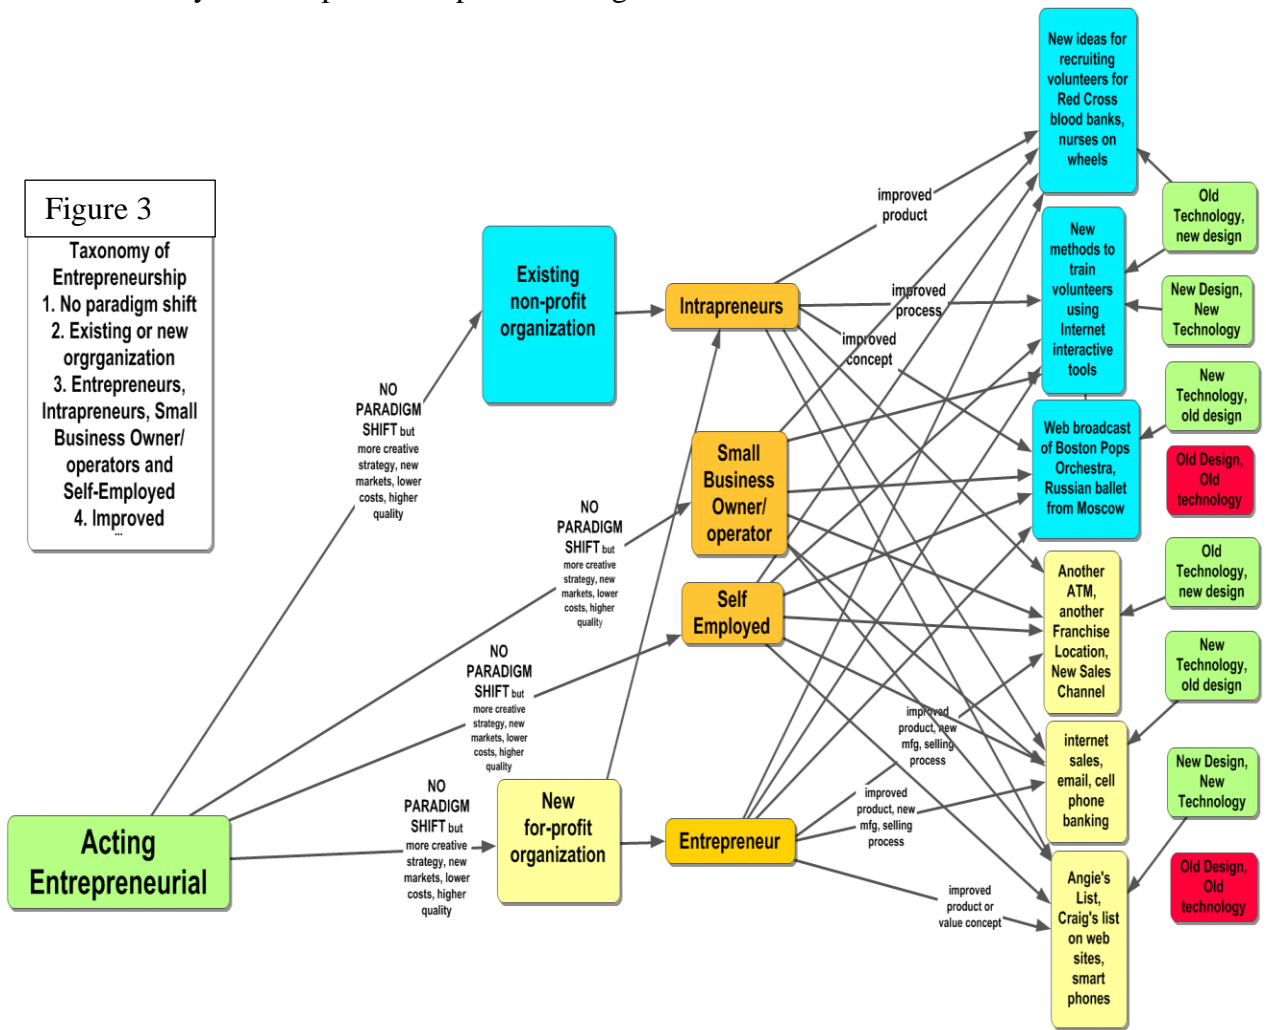 Figure 3
Taxonomy of
Entrepreneurship
1. No paradigm shift
2. Existing or new
orgrganization
3. Entrepreneurs,
Intrapreneurs, Small
Business Owner/
operators and
Self-Employed
4. Improved
...
Acting
Entrepreneurial
NO
PARADIGM
SHIFT but
more creative
strategy, new
markets, lower
costs, higher
quality
NO
PARADIGM
SHIFT but
more creative
strategy, new
markets, lower
costs, higher
quality
NO
PARADIGM
SHIFT but
more creative
strategy, new
markets, lower
costs, higher
quality
NO
PARADIGM
SHIFT but
more creative
strategy, new
markets, lower
costs, higher
quality
Existing
non-profit
organization
New
for-profit
organization
Intrapreneurs
Small
Business
Owner/
operator
Self
Employed
Entrepreneur
improved
product
improved
process
improved
concept
improved
product, new
mfg, selling
process
improved
product, new
mfg, selling
process
improved
product or
value concept
New ideas for
recruiting
volunteers for
Red Cross
blood banks,
nurses on
wheels
New
methods to
train
volunteers
using
Internet
interactive
tools
Web broadcast
of Boston Pops
Orchestra,
Russian ballet
from Moscow
Another
ATM,
another
Franchise
Location,
New Sales
Channel
internet
sales,
email, cell
phone
banking
Angie's
List,
Craig's list
on web
sites,
smart
phones
Old
Technology,
new design
New Design,
New
Technology
New
Technology,
old design
Old Design,
Old
technology
Old
Technology,
new design
New
Technology,
old design
New Design,
New
Technology
Old Design,
Old
technology